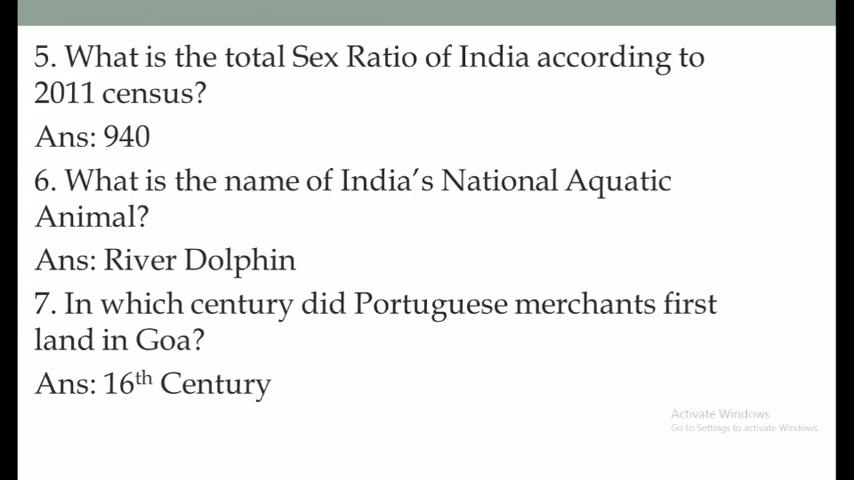 5. What is the total Sex Ratio of India according to
2011 census?
Ans: 940
6. What is the name of India’s National Aquatic
Animal?
Ans: River Dolphin
7. In which century did Portuguese merchants first
land in Goa?
Ans: 16th Century
Activate Windows
Go to Settings to activate Windows.